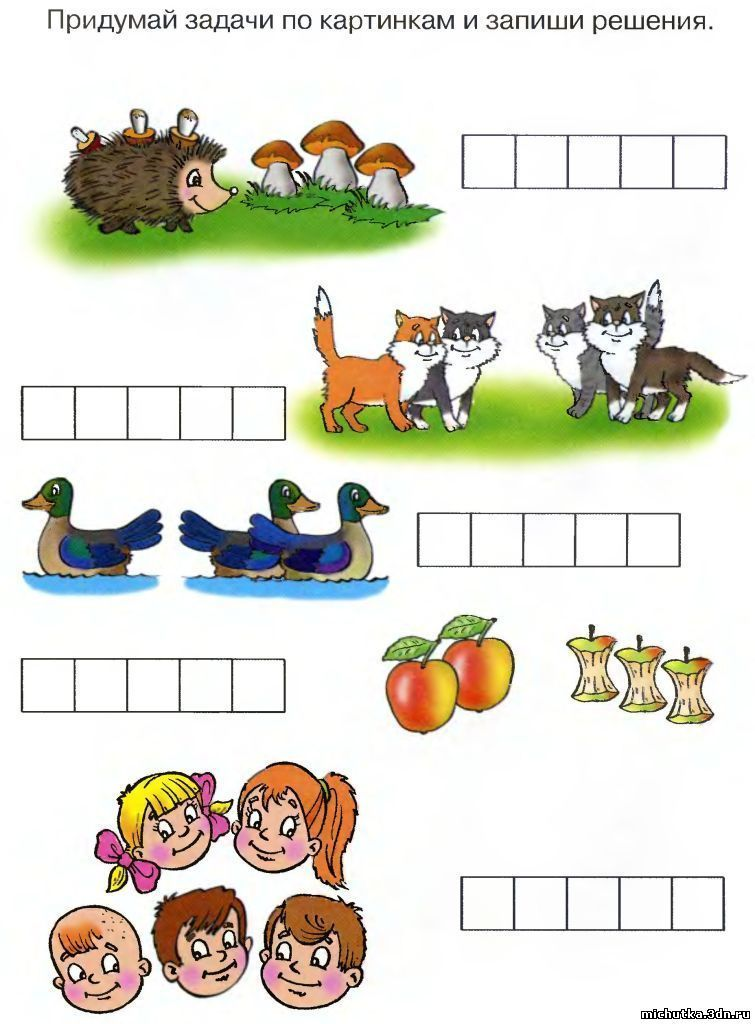 Придумай задачи по картинкам и запиши решения.
michutka.3dn.ru